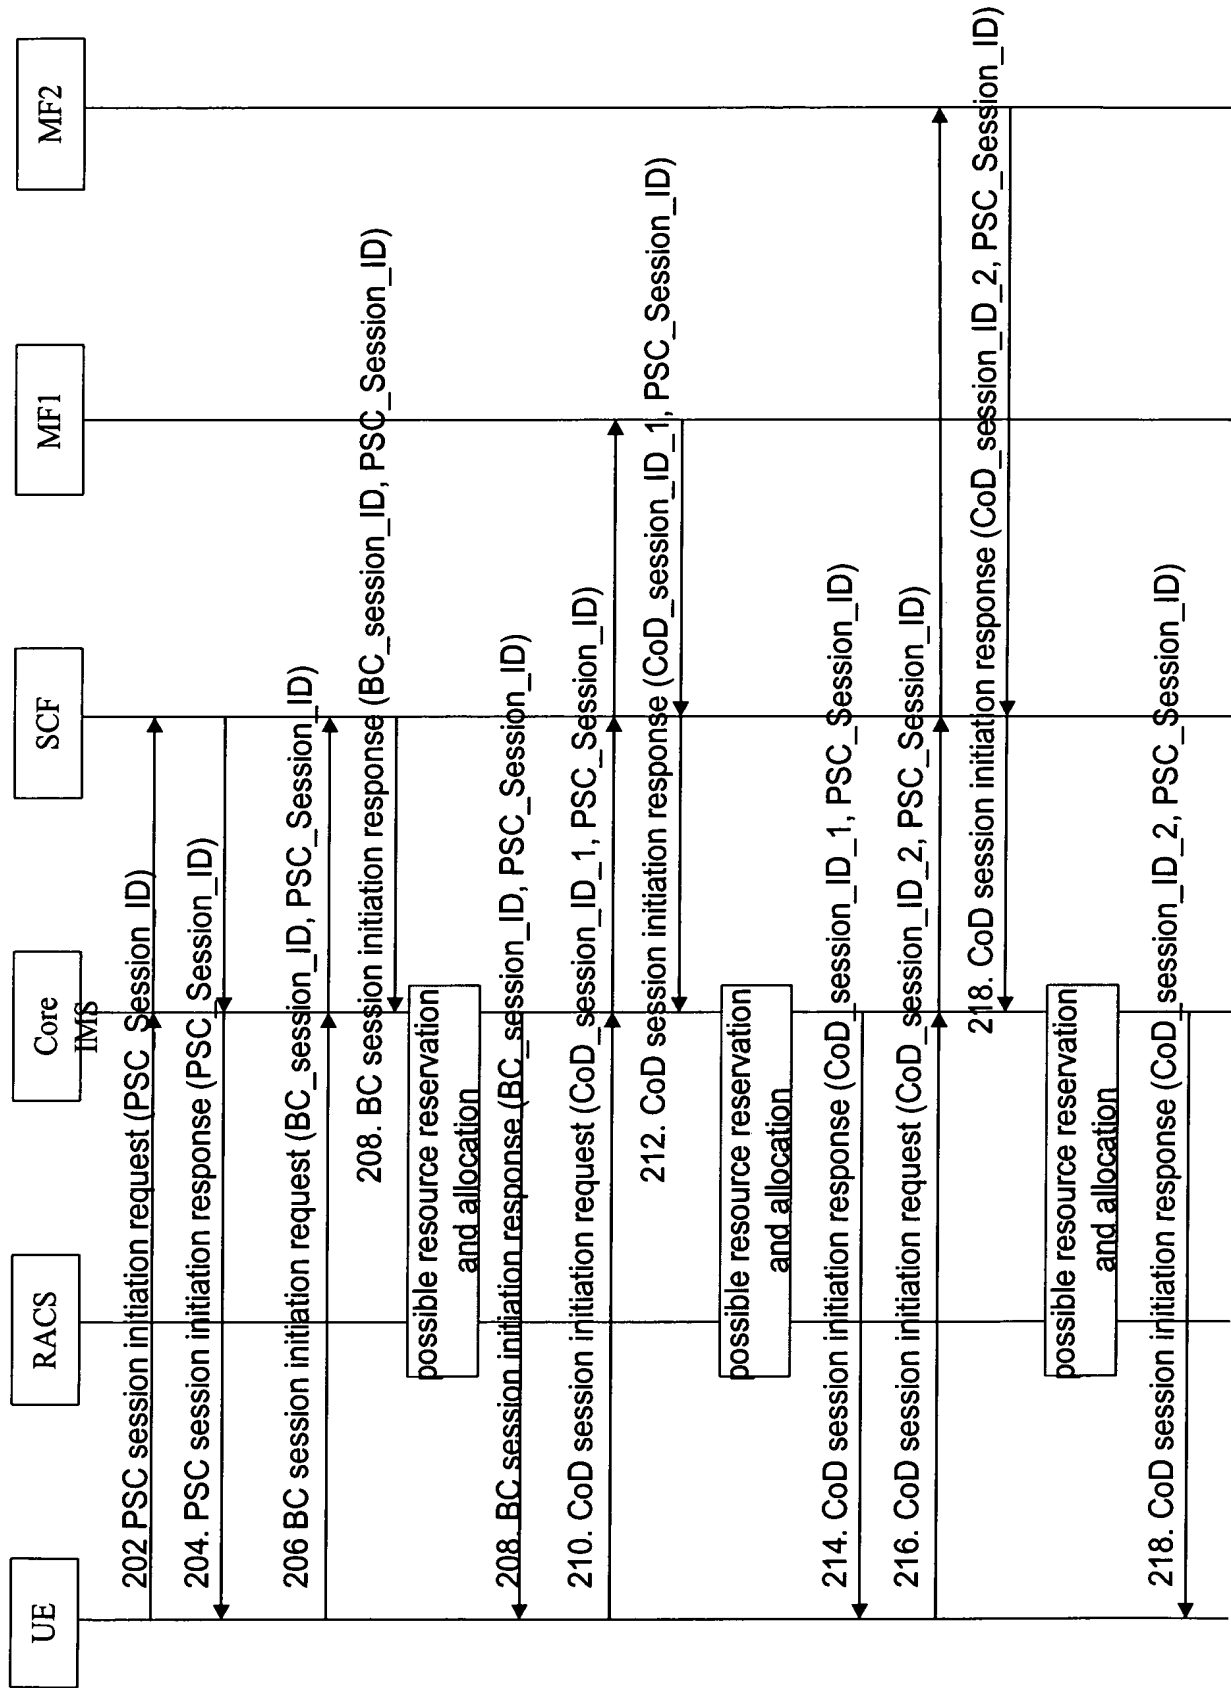 UE
RACS
Core
IMS
SCF
MF1
MF2
202 PSC session initiation request (PSC_Session_ID)
204. PSC session initiation response (PSC_Session_ID)
206 BC session initiation request (BC_session_ID, PSC_Session_ID)
208. BC session initiation response (BC_session_ID, PSC_Session_ID)
possible resource reservation
and allocation
208. BC session initiation response (BC_session_ID, PSC_Session_ID)
210. CoD session initiation request (CoD_session_ID_1, PSC_Session_ID)
212. CoD session initiation response (CoD_session_ID_1, PSC_Session_ID)
possible resource reservation
and allocation
214. CoD session initiation response (CoD_session_ID_1, PSC_Session_ID)
216. CoD session initiation request (CoD_session_ID_2, PSC_Session_ID)
218. CoD session initiation response (CoD_session_ID_2, PSC_Session_ID)
possible resource reservation
and allocation
218. CoD session initiation response (CoD_session_ID_2, PSC_Session_ID)